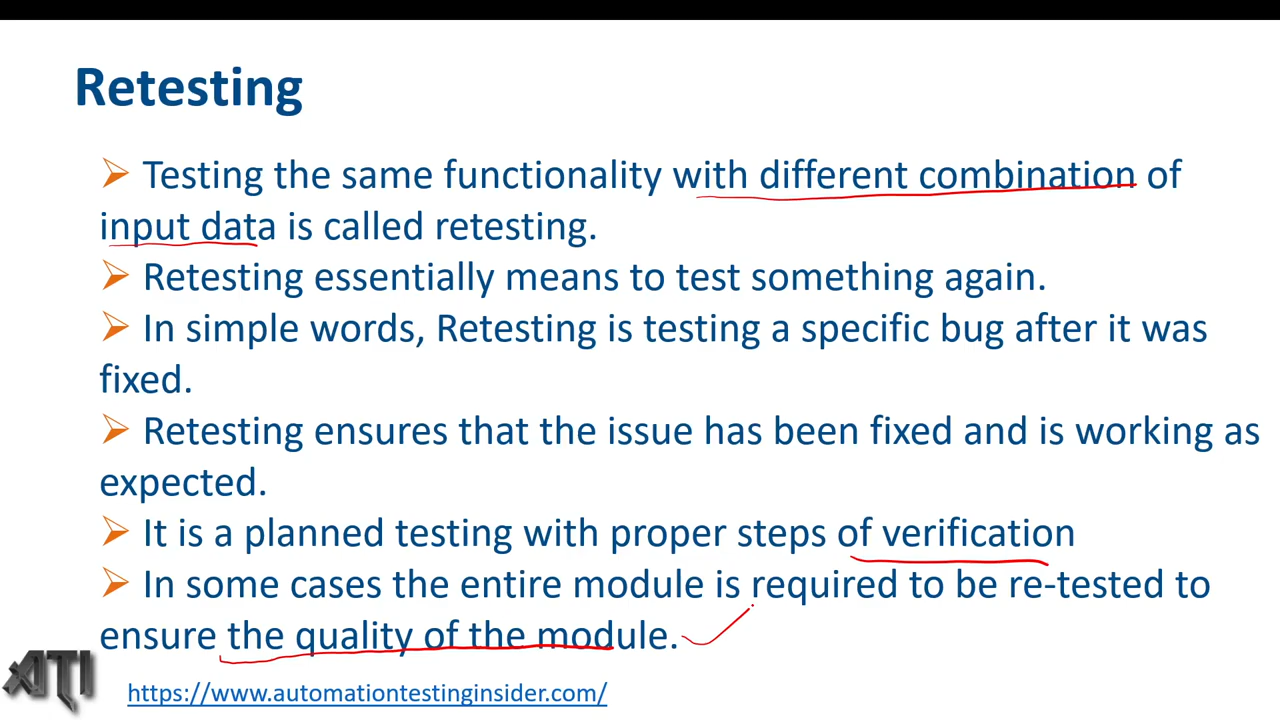 Retesting
➢ Testing the same functionality with different combination of
input data is called retesting.
➢ Retesting essentially means to test something again.
➢ In simple words, Retesting is testing a specific bug after it was
fixed.
➢ Retesting ensures that the issue has been fixed and is working as
expected.
➢ It is a planned testing with proper steps of verification
➢ In some cases the entire module is required to be re-tested to
ensure the quality of the module.
ATI
https://www.automationtestinginsider.com/